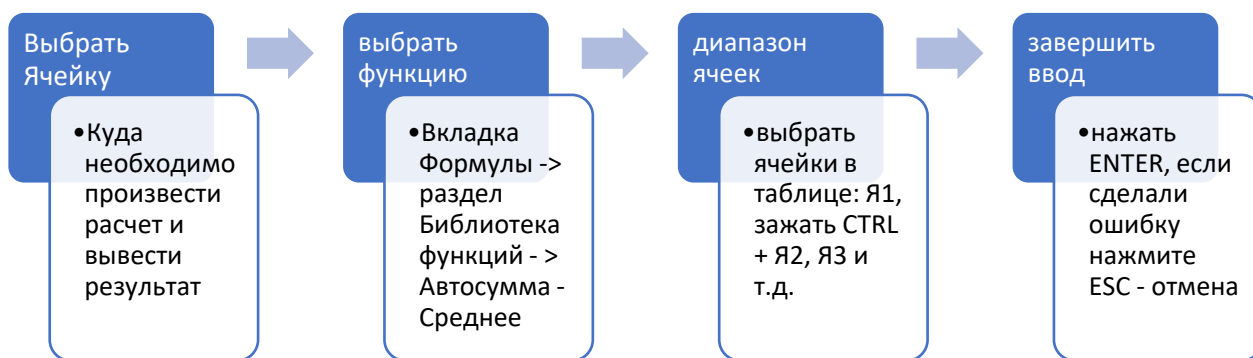 Выбрать
Ячейку
•Куда
необходимо
произвести
расчет и
вывести
результат
выбрать
функцию
•Вкладка
Формулы ->
раздел
Библиотека
функций - >
Автосумма -
Среднее
диапазон
ячеек
•выбрать
ячейки в
таблице: Я1,
зажать CTRL
+ Я2, Я3 и
т.д.
завершить
ввод
•нажать
ENTER, если
сделали
ошибку
нажмите
ESC - отмена